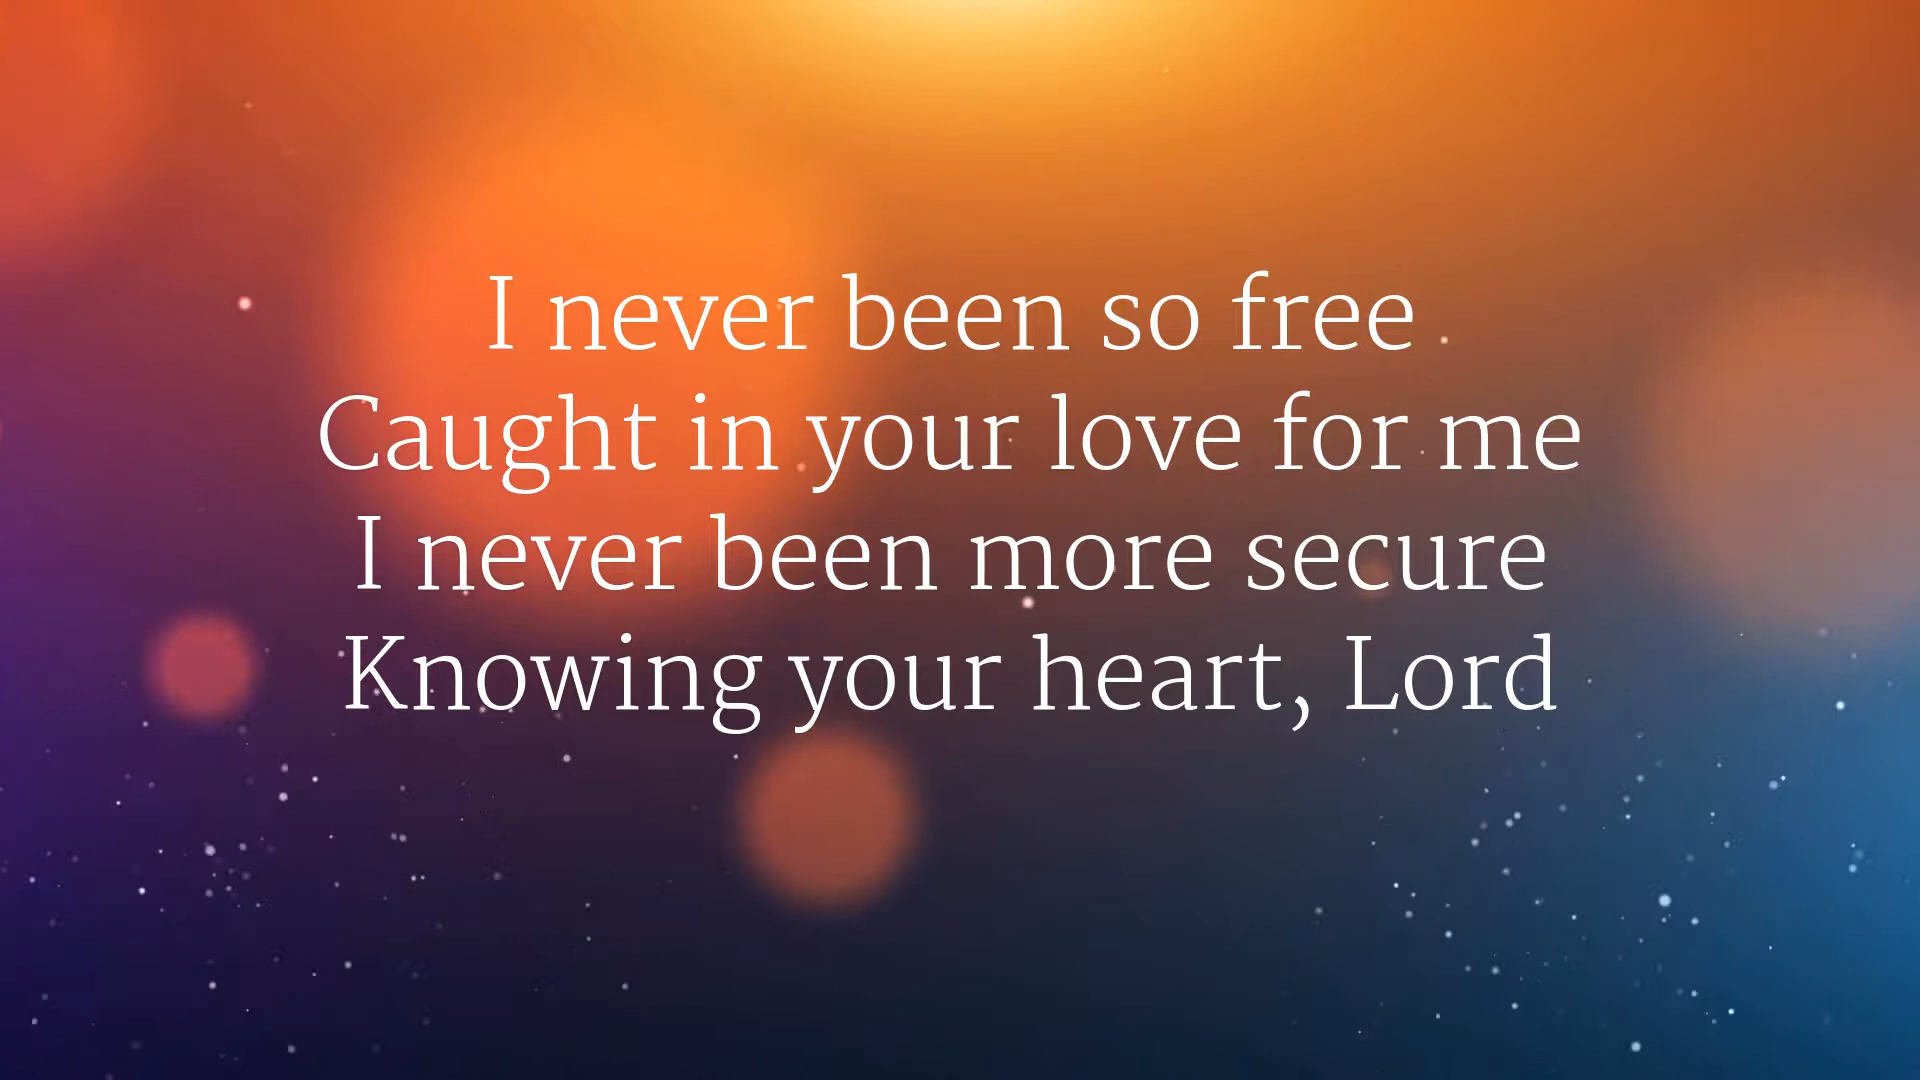 I never been so free
Caught in your love for me
I never been more secure
Knowing your heart, Lord